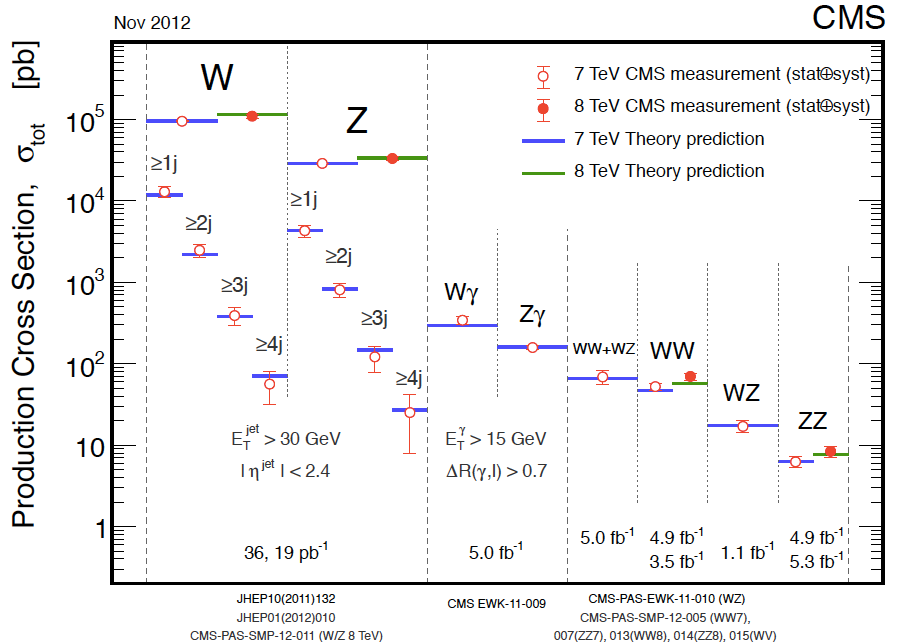 Nov 2012
CMS
Production Cross Section, σtot [pb]
10⁵
10⁴
10³
10²
10
1
7 TeV CMS measurement (stat⊕syst)
8 TeV CMS measurement (stat⊕syst)
7 TeV Theory prediction
8 TeV Theory prediction
W
≥1j
≥2j
≥3j
≥4j
Z
≥1j
≥2j
≥3j
≥4j
Wγ
Zγ
WW+WZ
WW
WZ
ZZ
E_T^jet > 30 GeV
| η^jet | < 2.4
E_T^γ > 15 GeV
ΔR(γ,l) > 0.7
36, 19 pb⁻¹
5.0 fb⁻¹
5.0 fb⁻¹
4.9 fb⁻¹
3.5 fb⁻¹
1.1 fb⁻¹
4.9 fb⁻¹
5.3 fb⁻¹
JHEP10(2011)132
JHEP01(2012)010
CMS-PAS-SMP-12-011 (W/Z 8 TeV)
CMS EWK-11-009
CMS-PAS-EWK-11-010 (WZ)
CMS-PAS-SMP-12-005 (WW7),
007(ZZ7), 013(WW8), 014(ZZ8), 015(WV)